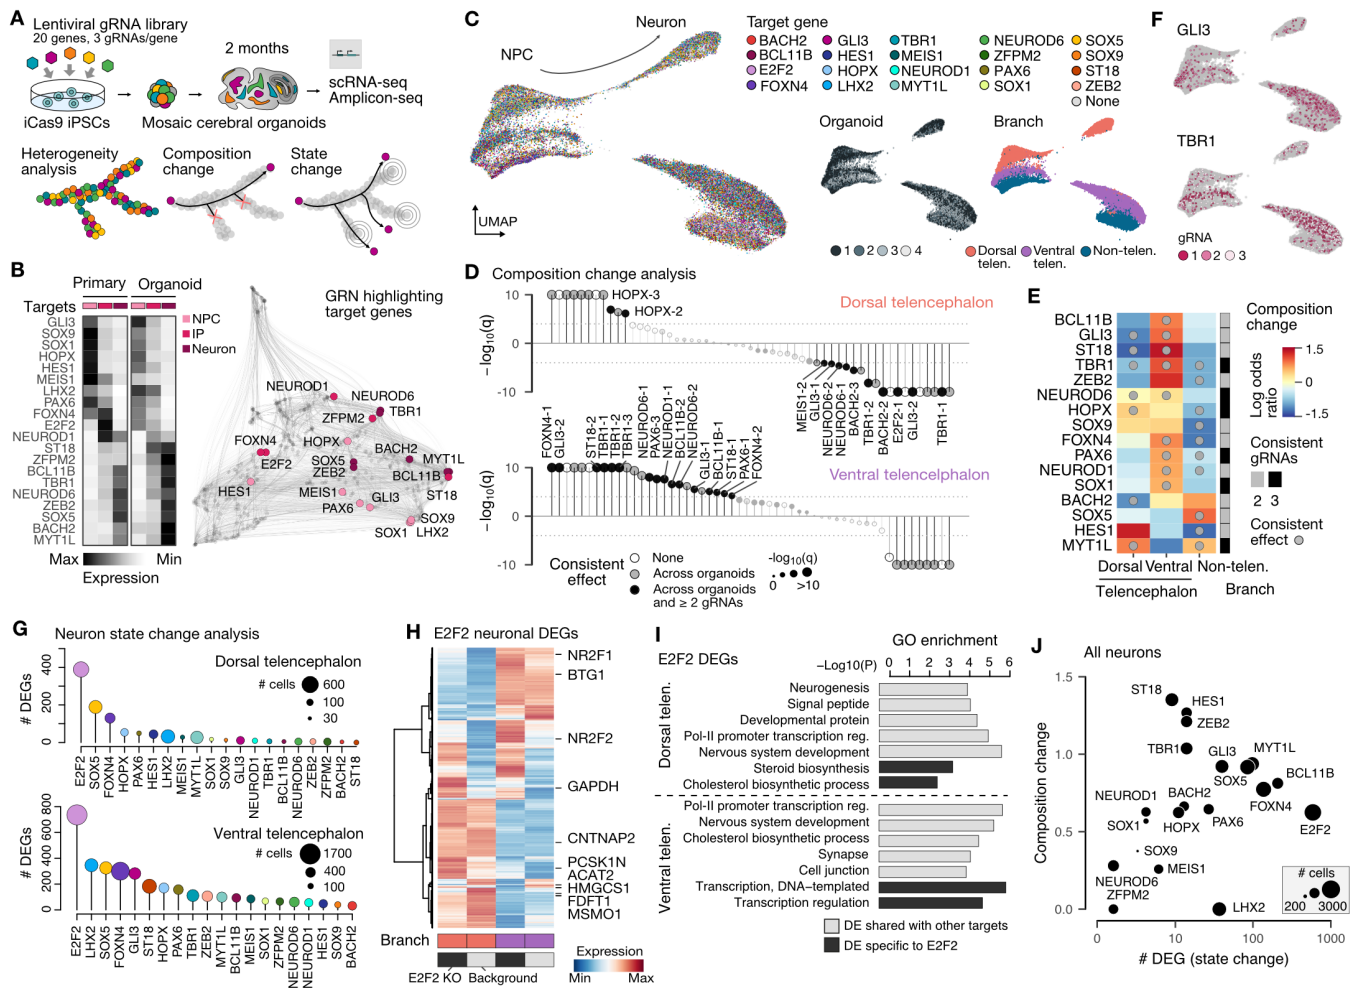 A
Lentiviral gRNA library
20 genes, 3 gRNAs/gene
2 months
scRNA-seq
Amplicon-seq
iCas9 iPSCs
Mosaic cerebral organoids
Heterogeneity
analysis
Composition
change
State
change
B
Primary
Organoid
Targets
NPC
IP
Neuron
GLI3
SOX9
SOX1
HOPX
MEIS1
LHX2
PAX6
FOXN4
E2F2
NEUROD1
ST18
ZFPM2
BCL11B
TBR1
NEUROD6
ZEB2
SOX5
BACH2
MYT1L
Max
Min
Expression
GRN highlighting
target genes
NEUROD1
NEUROD6
ZFPM2
TBR1
FOXN4
HOPX
BACH2
E2F2
SOX5
ZEB2
MYT1L
BCL11B
HES1
MEIS1
GLI3
ST18
PAX6
SOX9
SOX1
LHX2
C
NPC
Neuron
UMAP
Target gene
BACH2
BCL11B
E2F2
FOXN4
GLI3
HES1
HOPX
LHX2
TBR1
MEIS1
NEUROD1
MYT1L
NEUROD6
ZFPM2
PAX6
SOX1
SOX5
SOX9
ST18
ZEB2
None
Organoid
1 2 3 4
Branch
Dorsal
telen.
Ventral
telen.
Non-telen.
D
Composition change analysis
−log10(q)
10
0
-10
HOPX-3
HOPX-2
Dorsal telencephalon
MEIS1-2
GLI3-1
NEUROD6-2
NEUROD6-1
BACH2-3
TBR1-2
BACH2-2
E2F2-1
GLI3-2
TBR1-1
−log10(q)
10
0
-10
FOXN4-1
GLI3-2
ST18-2
TBR1-1
TBR1-2
TBR1-3
NEUROD6-1
PAX6-3
NEUROD1-1
BCL11B-2
NEUROD6-2
GLI3-1
BCL11B-1
ST18-1
PAX6-1
FOXN4-2
Ventral telencelphalon
Consistent
effect
None
Across organoids
Across organoids
and ≥ 2 gRNAs
-log10(q)
0 >10
E
BCL11B
GLI3
ST18
TBR1
ZEB2
NEUROD6
HOPX
SOX9
FOXN4
PAX6
NEUROD1
SOX1
BACH2
SOX5
HES1
MYT1L
Dorsal Ventral Non-telen.
Telencephalon
Branch
Composition
change
Log odds
ratio
1.5
0
-1.5
Consistent
gRNAs
2 3
Consistent
effect
F
GLI3
TBR1
gRNA
1 2 3
G
Neuron state change analysis
# DEGs
400
200
0
Dorsal telencephalon
# cells
600
100
30
E2F2
SOX5
FOXN4
HOPX
PAX6
HES1
LHX2
MEIS1
MYT1L
SOX1
SOX9
GLI3
NEUROD1
TBR1
BCL11B
NEUROD6
ZEB2
ZFPM2
BACH2
ST18
# DEGs
800
600
400
200
0
Ventral telencephalon
# cells
1700
400
100
E2F2
LHX2
SOX5
FOXN4
GLI3
ST18
HOPX
PAX6
TBR1
ZEB2
MYT1L
BCL11B
MEIS1
SOX1
ZFPM2
NEUROD6
NEUROD1
HES1
SOX9
BACH2
H
E2F2 neuronal DEGs
NR2F1
BTG1
NR2F2
GAPDH
CNTNAP2
PCSK1N
ACAT2
HMGCS1
FDFT1
MSMO1
Branch
E2F2 KO
Background
Expression
Min
Max
I
E2F2 DEGs
GO enrichment
−Log10(P)
0 1 2 3 4 5 6
Dorsal telen.
Neurogenesis
Signal peptide
Developmental protein
Pol-II promoter transcription reg.
Nervous system development
Steroid biosynthesis
Cholesterol biosynthetic process
Ventral telen.
Pol-II promoter transcription reg.
Nervous system development
Cholesterol biosynthetic process
Synapse
Cell junction
Transcription, DNA−templated
Transcription regulation
DE shared with other targets
DE specific to E2F2
J
All neurons
Composition change
1.5
1.0
0.5
0.0
ST18
HES1
ZEB2
TBR1
GLI3
MYT1L
SOX5
BCL11B
NEUROD1
BACH2
FOXN4
SOX1
HOPX
PAX6
E2F2
SOX9
MEIS1
NEUROD6
ZFPM2
LHX2
# cells
200 3000
0 10 100 1000
# DEG (state change)